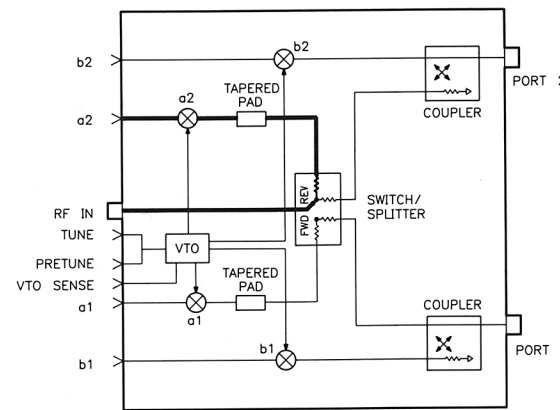 b2
b2
PORT
COUPLER
a2
a2
TAPERED
PAD
REV
FWD
SWITCH/
SPLITTER
RF IN
TUNE
PRETUNE
VTO SENSE
VTO
a1
a1
TAPERED
PAD
COUPLER
PORT
b1
b1